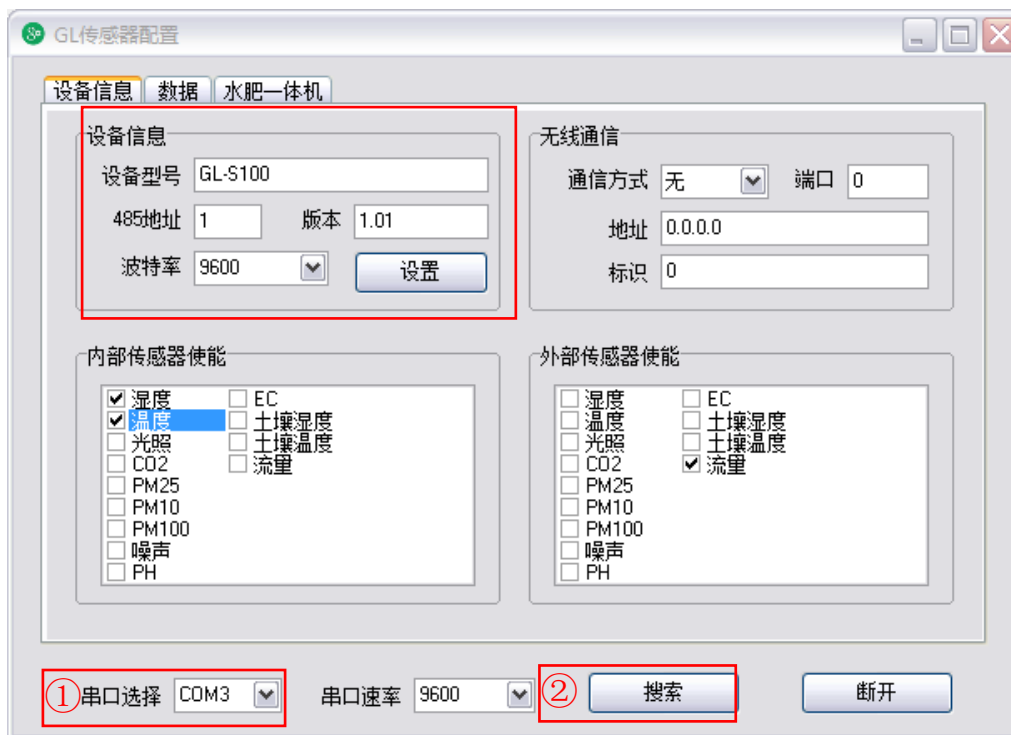 GL传感器配置
设备信息 数据 水肥一体机
设备信息
设备型号 GL-S100
485地址 1 版本 1.01
波特率 9600 设置
无线通信
通信方式 无 端口 0
地址 0.0.0.0
标识 0
内部传感器使能
湿度 EC
温度 土壤湿度
光照 土壤温度
CO2 流量
PM25
PM10
PM100
噪声
PH
外部传感器使能
湿度 EC
温度 土壤湿度
光照 土壤温度
CO2 流量
PM25
PM10
PM100
噪声
PH
①串口选择 COM3 串口速率 9600 ② 搜索 断开